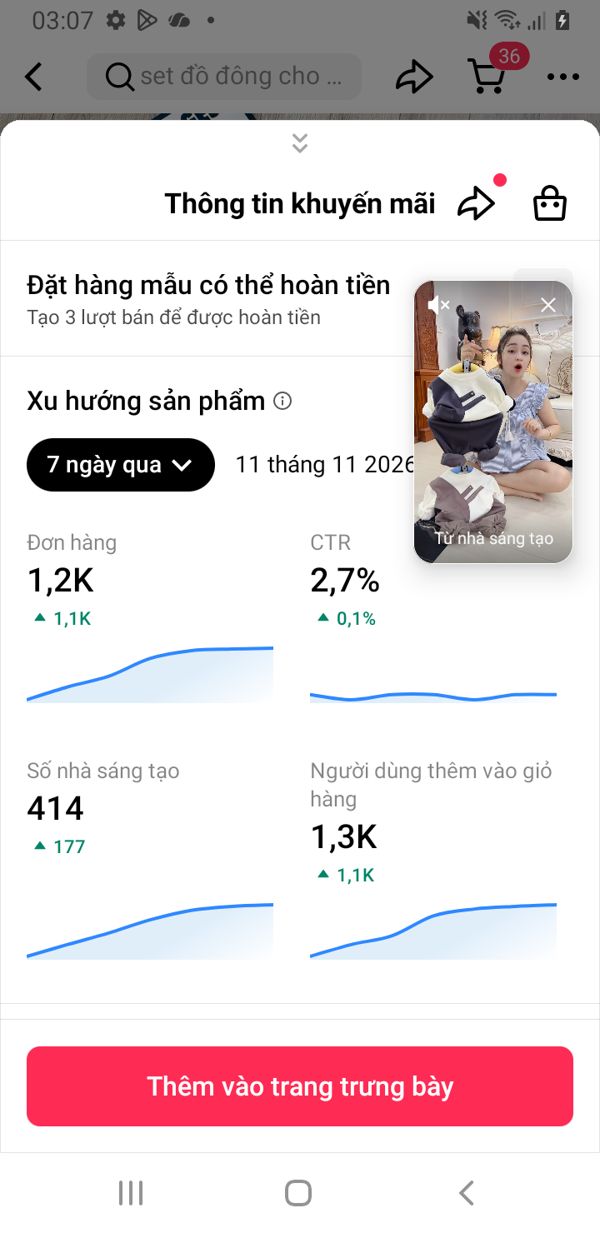 03:07
36
set đồ đông cho ...
Thông tin khuyến mãi
Đặt hàng mẫu có thể hoàn tiền
Tạo 3 lượt bán để được hoàn tiền
Xu hướng sản phẩm
7 ngày qua
11 tháng 11 2026
Từ nhà sáng tạo
Đơn hàng
CTR
1,2K
2,7%
1,1K
0,1%
Số nhà sáng tạo
Người dùng thêm vào giỏ
hàng
414
1,3K
177
1,1K
Thêm vào trang trưng bày